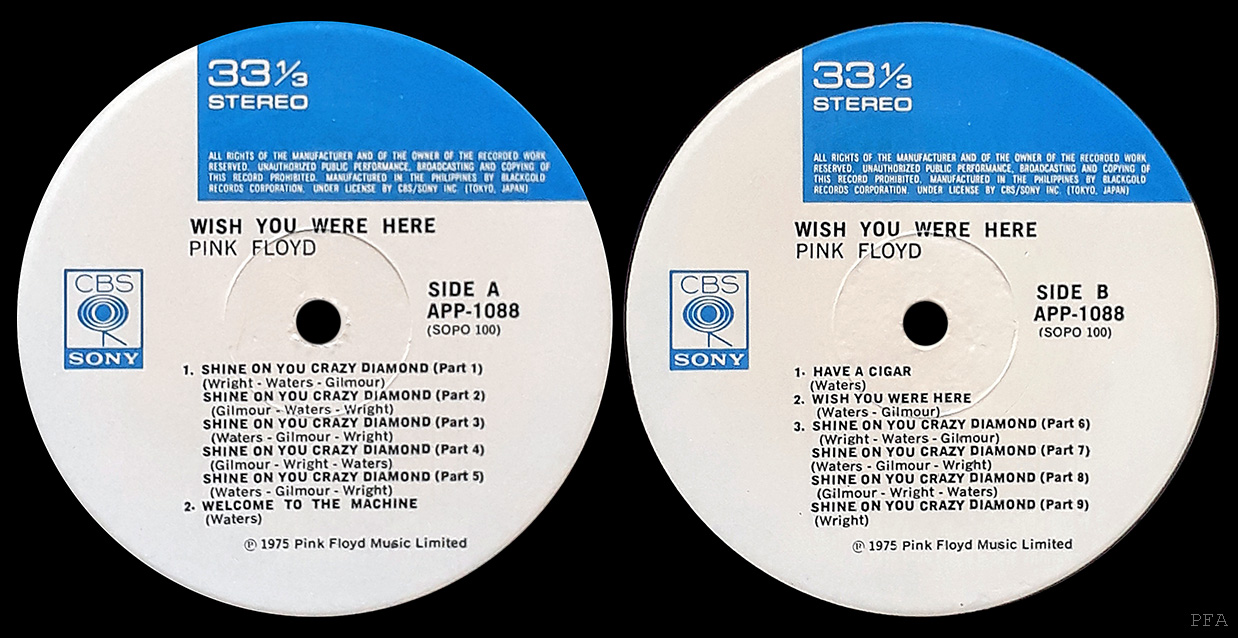 33 1/3
STEREO
ALL RIGHTS OF THE MANUFACTURER AND OF THE OWNER OF THE RECORDED WORK
RESERVED. UNAUTHORIZED PUBLIC PERFORMANCE, BROADCASTING AND COPYING OF
THIS RECORD PROHIBITED. MANUFACTURED IN THE PHILIPPINES BY BLACKGOLD
RECORDS CORPORATION. UNDER LICENSE BY CBS/SONY INC. (TOKYO, JAPAN)
WISH YOU WERE HERE
PINK FLOYD
CBS
SONY
SIDE A
APP-1088
(SOPO 100)
1. SHINE ON YOU CRAZY DIAMOND (Part 1)
(Wright - Waters - Gilmour)
SHINE ON YOU CRAZY DIAMOND (Part 2)
(Gilmour - Waters - Wright)
SHINE ON YOU CRAZY DIAMOND (Part 3)
(Waters - Gilmour - Wright)
SHINE ON YOU CRAZY DIAMOND (Part 4)
(Gilmour - Wright - Waters)
SHINE ON YOU CRAZY DIAMOND (Part 5)
(Waters - Gilmour - Wright)
2. WELCOME TO THE MACHINE
(Waters)
℗ 1975 Pink Floyd Music Limited
33 1/3
STEREO
ALL RIGHTS OF THE MANUFACTURER AND OF THE OWNER OF THE RECORDED WORK
RESERVED. UNAUTHORIZED PUBLIC PERFORMANCE, BROADCASTING AND COPYING OF
THIS RECORD PROHIBITED. MANUFACTURED IN THE PHILIPPINES BY BLACKGOLD
RECORDS CORPORATION. UNDER LICENSE BY CBS/SONY INC. (TOKYO, JAPAN)
WISH YOU WERE HERE
PINK FLOYD
CBS
SONY
SIDE B
APP-1088
(SOPO 100)
1. HAVE A CIGAR
(Waters)
2. WISH YOU WERE HERE
(Waters - Gilmour)
3. SHINE ON YOU CRAZY DIAMOND (Part 6)
(Wright - Waters - Gilmour)
SHINE ON YOU CRAZY DIAMOND (Part 7)
(Waters - Gilmour - Wright)
SHINE ON YOU CRAZY DIAMOND (Part 8)
(Gilmour - Wright - Waters)
SHINE ON YOU CRAZY DIAMOND (Part 9)
(Wright)
℗ 1975 Pink Floyd Music Limited
PFA